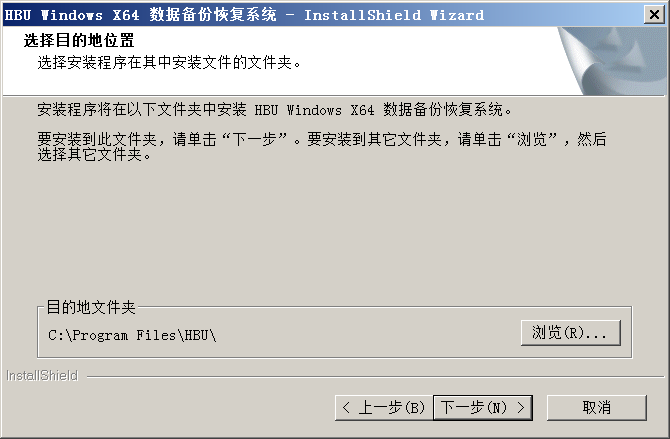 HBU Windows X64 数据备份恢复系统 - InstallShield Wizard
选择目的地位置
选择安装程序在其中安装文件的文件夹。
安装程序将在以下文件夹中安装 HBU Windows X64 数据备份恢复系统。
要安装到此文件夹，请单击“下一步”。要安装到其它文件夹，请单击“浏览”，然后
选择其它文件夹。
目的地文件夹
C:\Program Files\HBU\
浏览(R)...
InstallShield
< 上一步(B)
下一步(N) >
取消